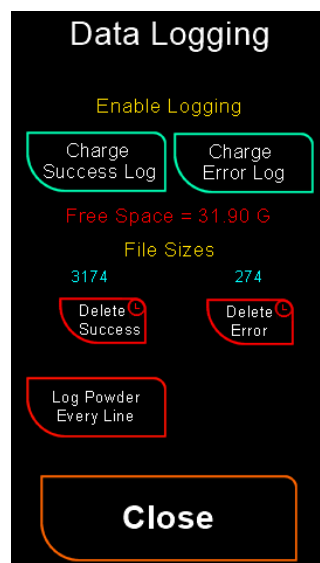 Data Logging
Enable Logging
Charge
Success Log
Charge
Error Log
Free Space = 31.90 G
File Sizes
3174
274
Delete
Success
Delete
Error
Log Powder
Every Line
Close